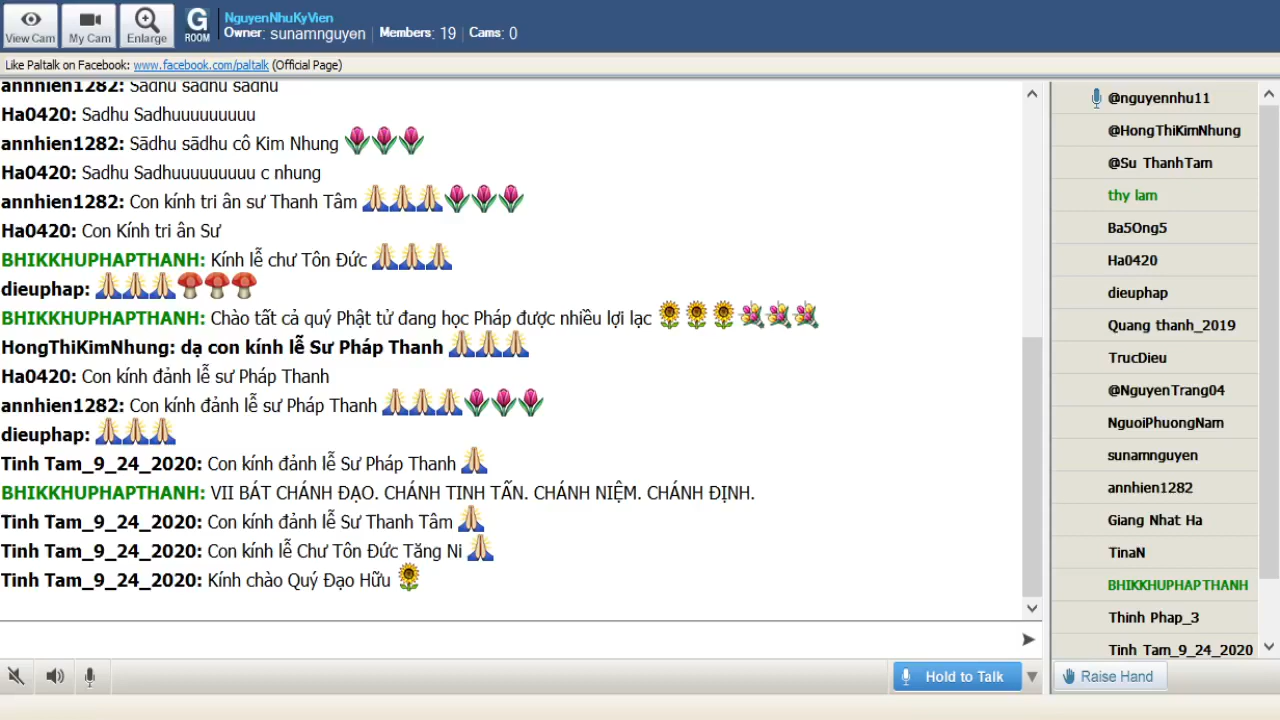 View Cam
My Cam
Enlarge
G
ROOM
NguyenNhuKyVien
Owner: sunamnguyen | Members: 19 | Cams: 0
Like Paltalk on Facebook: www.facebook.com/paltalk (Official Page)
annhien1282: Sadhu sadhu sadhu
Ha0420: Sadhu Sadhuuuuuuuuu
annhien1282: Sādhu sādhu cô Kim Nhung
Ha0420: Sadhu Sadhuuuuuuuuu c nhung
annhien1282: Con kính tri ân sư Thanh Tâm
Ha0420: Con Kính tri ân Sư
BHIKKHUPHAPTHANH: Kính lễ chư Tôn Đức
dieuphap:
BHIKKHUPHAPTHANH: Chào tất cả quý Phật tử đang học Pháp được nhiều lợi lạc
HongThiKimNhung: dạ con kính lễ Sư Pháp Thanh
Ha0420: Con kính đảnh lễ sư Pháp Thanh
annhien1282: Con kính đảnh lễ sư Pháp Thanh
dieuphap:
Tinh Tam_9_24_2020: Con kính đảnh lễ Sư Pháp Thanh
BHIKKHUPHAPTHANH: VII BÁT CHÁNH ĐẠO. CHÁNH TINH TẤN. CHÁNH NIỆM. CHÁNH ĐỊNH.
Tinh Tam_9_24_2020: Con kính đảnh lễ Sư Thanh Tâm
Tinh Tam_9_24_2020: Con kính lễ Chư Tôn Đức Tăng Ni
Tinh Tam_9_24_2020: Kính chào Quý Đạo Hữu
@nguyennhu11
@HongThiKimNhung
@Su ThanhTam
thy lam
Ba5Ong5
Ha0420
dieuphap
Quang thanh_2019
TrucDieu
@NguyenTrang04
NguoiPhuongNam
sunamnguyen
annhien1282
Giang Nhat Ha
TinaN
BHIKKHUPHAPTHANH
Thinh Phap_3
Tinh Tam_9_24_2020
Hold to Talk
Raise Hand